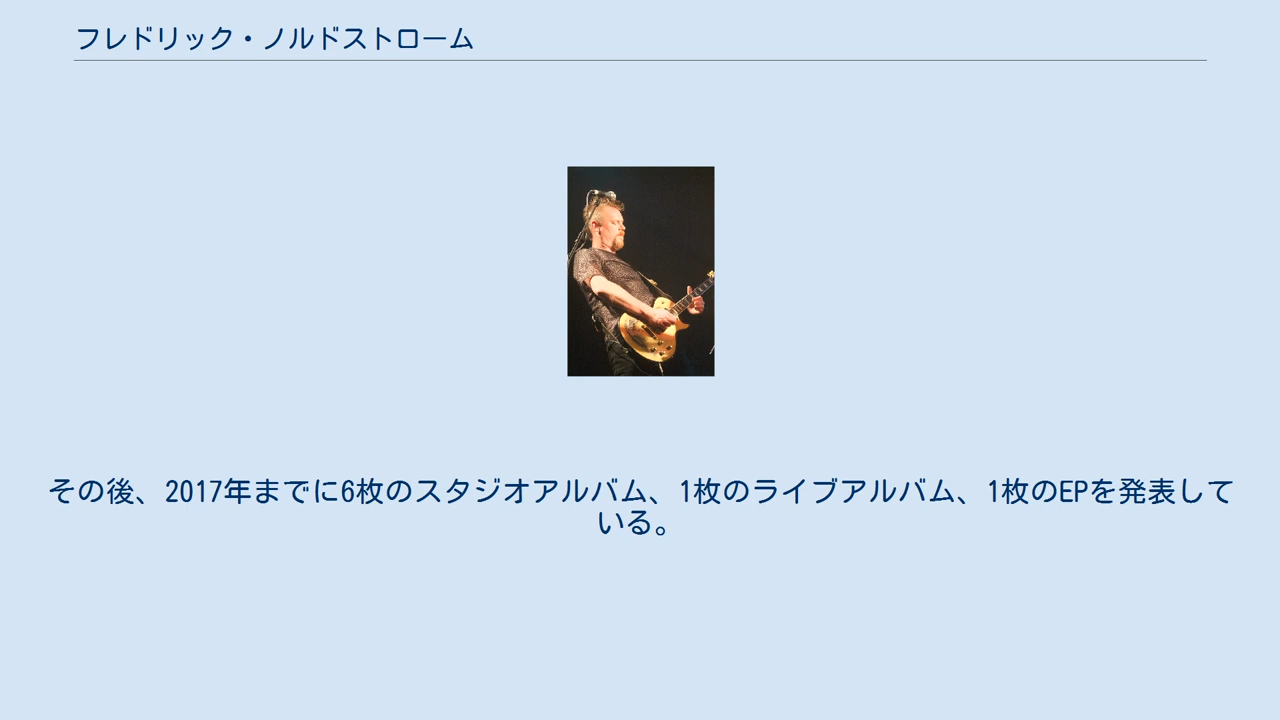 フレドリック・ノルドストローム
その後、2017年までに6枚のスタジオアルバム、1枚のライブアルバム、1枚のEPを発表して
いる。